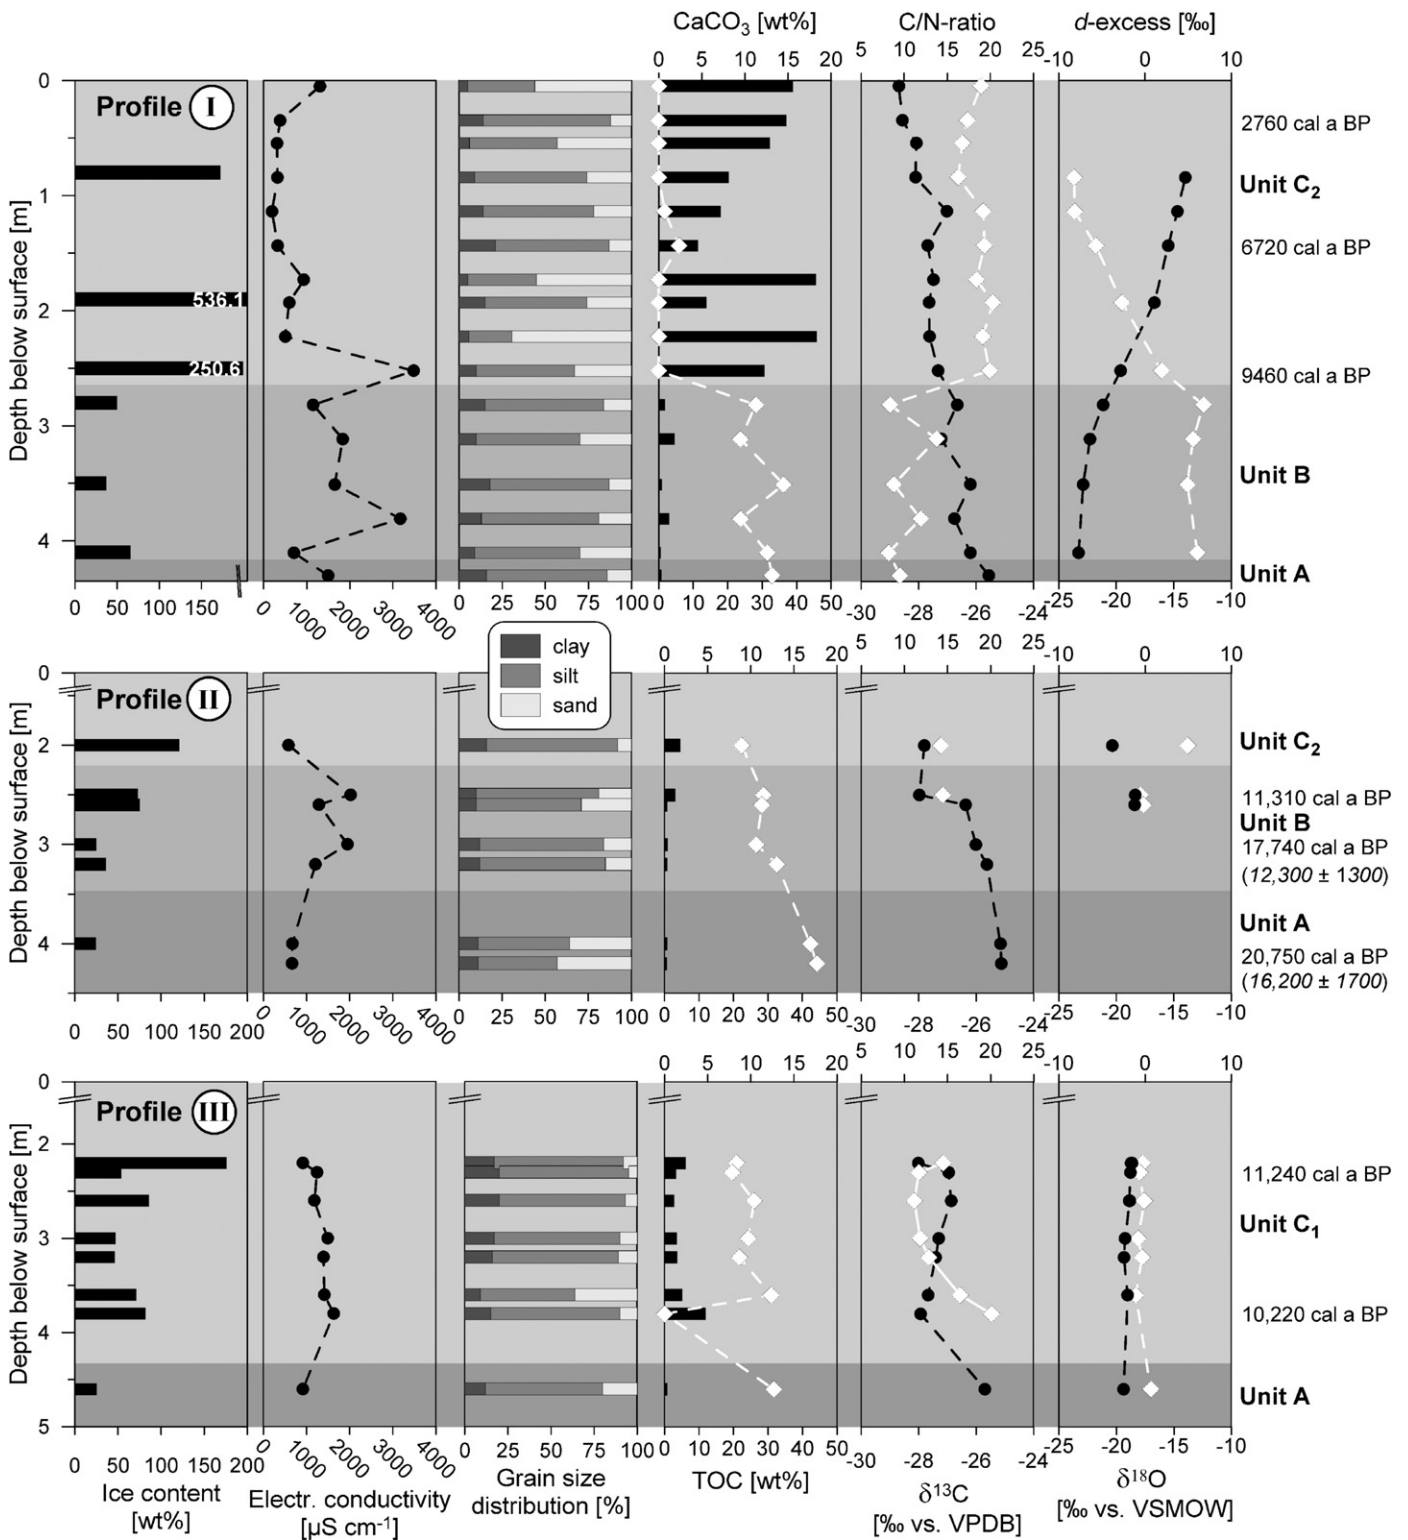 CaCO₃ [wt%] C/N-ratio d-excess [‰]
0 5 10 15 20 5 10 15 20 25 -10 0 10
Profile I
Depth below surface [m]
0
1
2
3
4
536.1
250.6
2760 cal a BP
Unit C₂
6720 cal a BP
9460 cal a BP
Unit B
Unit A
0 50 100 150
0 1000 2000 3000 4000
0 25 50 75 100
0 10 20 30 40 50
-30 -28 -26 -24
-25 -20 -15 -10
clay
silt
sand
0 5 10 15 20 5 10 15 20 25 -10 0 10
Profile II
Depth below surface [m]
0
2
3
4
Unit C₂
11,310 cal a BP
Unit B
17,740 cal a BP
(12,300 ± 1300)
Unit A
20,750 cal a BP
(16,200 ± 1700)
0 50 100 150 200
0 1000 2000 3000 4000
0 25 50 75 100
0 10 20 30 40 50
-30 -28 -26 -24
-25 -20 -15 -10
0 5 10 15 20 5 10 15 20 25 -10 0 10
Profile III
Depth below surface [m]
0
2
3
4
5
11,240 cal a BP
Unit C₁
10,220 cal a BP
Unit A
0 50 100 150 200
0 1000 2000 3000 4000
0 25 50 75 100
0 10 20 30 40 50
-30 -28 -26 -24
-25 -20 -15 -10
Ice content
[wt%]
Electr. conductivity
[µS cm⁻¹]
Grain size
distribution [%]
TOC [wt%]
δ¹³C
[‰ vs. VPDB]
δ¹⁸O
[‰ vs. VSMOW]